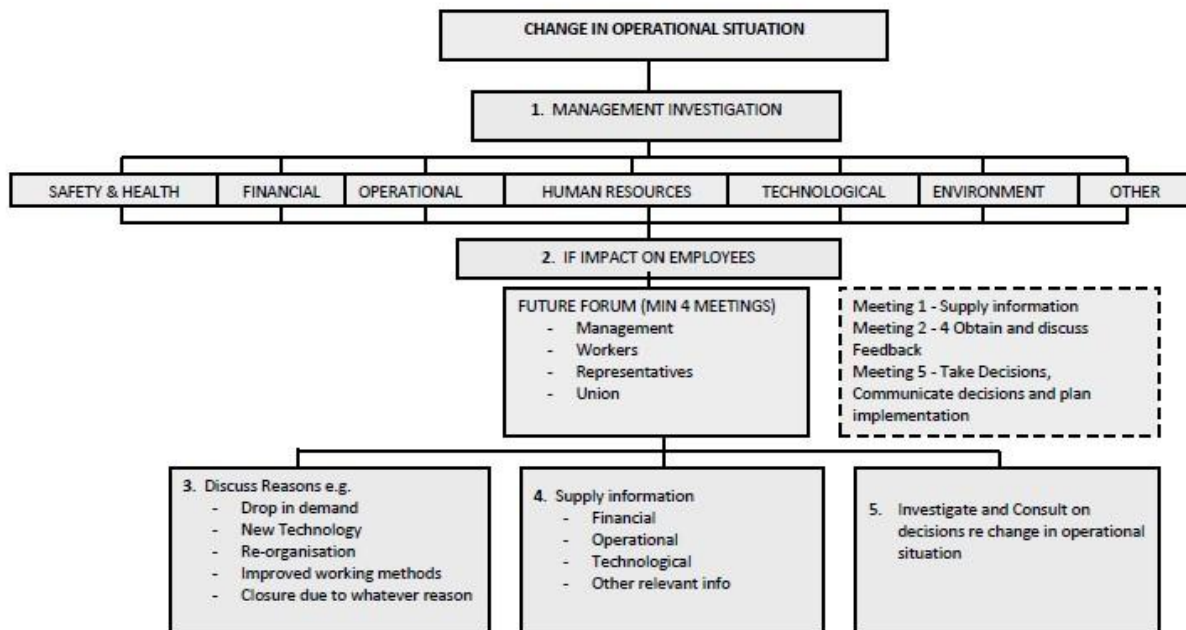 CHANGE IN OPERATIONAL SITUATION
1. MANAGEMENT INVESTIGATION
SAFETY & HEALTH
FINANCIAL
OPERATIONAL
HUMAN RESOURCES
TECHNOLOGICAL
ENVIRONMENT
OTHER
2. IF IMPACT ON EMPLOYEES
FUTURE FORUM (MIN 4 MEETINGS)
- Management
- Workers
- Representatives
- Union
Meeting 1 - Supply information
Meeting 2 - 4 Obtain and discuss
Feedback
Meeting 5 - Take Decisions,
Communicate decisions and plan
implementation
3. Discuss Reasons e.g.
- Drop in demand
- New Technology
- Re-organisation
- Improved working methods
- Closure due to whatever reason
4. Supply information
- Financial
- Operational
- Technological
- Other relevant info
5. Investigate and Consult on
decisions re change in operational
situation